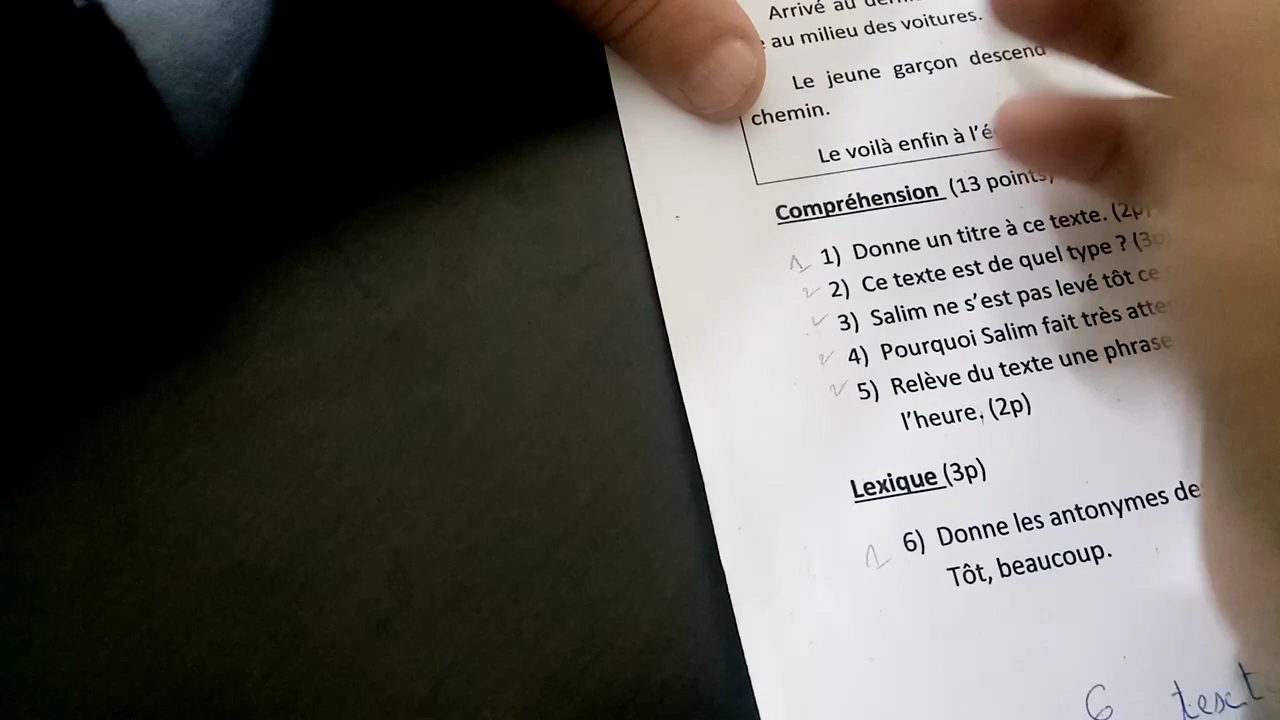 Arrivé au
au milieu des voitures.
Le jeune garçon descend
chemin.
Le voilà enfin à
Compréhension (13 points)
1) Donne un titre à ce texte. (2p)
2) Ce texte est de quel type ? (3p
3) Salim ne s'est pas levé tôt ce
4) Pourquoi Salim fait très
5) Relève du texte une phrase
l'heure. (2p)
Lexique (3p)
6) Donne les antonymes de
Tôt, beaucoup.
6